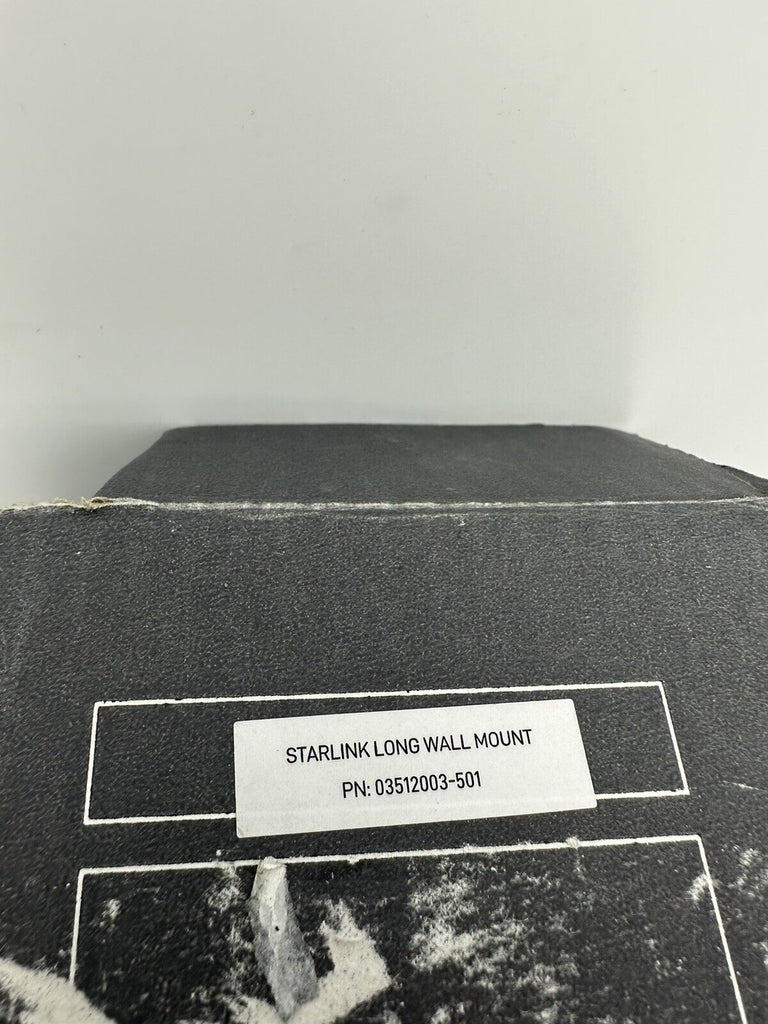 STARLINK LONG WALL MOUNT
PN: 03512003-501